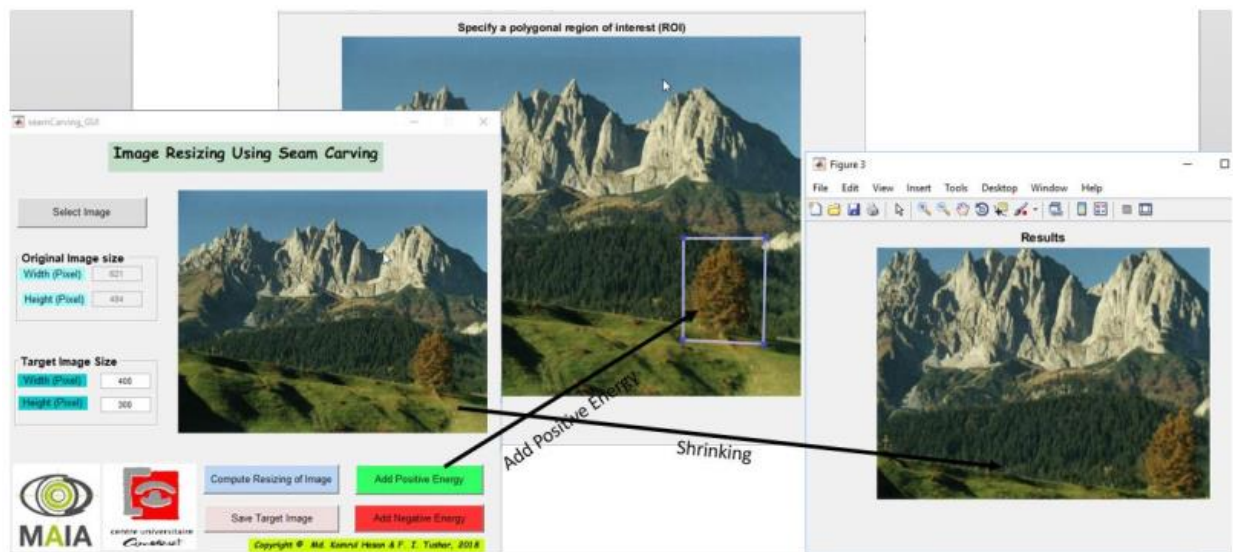 Specify a polygonal region of interest (ROI)
seamCarving_GUI
Image Resizing Using Seam Carving
Select Image
Original Image size
Width (Pixel) 621
Height (Pixel) 484
Target Image Size
Width (Pixel) 400
Height (Pixel) 300
Compute Resizing of Image
Add Positive Energy
Save Target Image
Add Negative Energy
MAIA
centre universitaire
Condorcet
Copyright © Md. Kamrul Hasan & F. I. Tushar, 2018
Add Positive Energy
Shrinking
Figure 3
File Edit View Insert Tools Desktop Window Help
Results